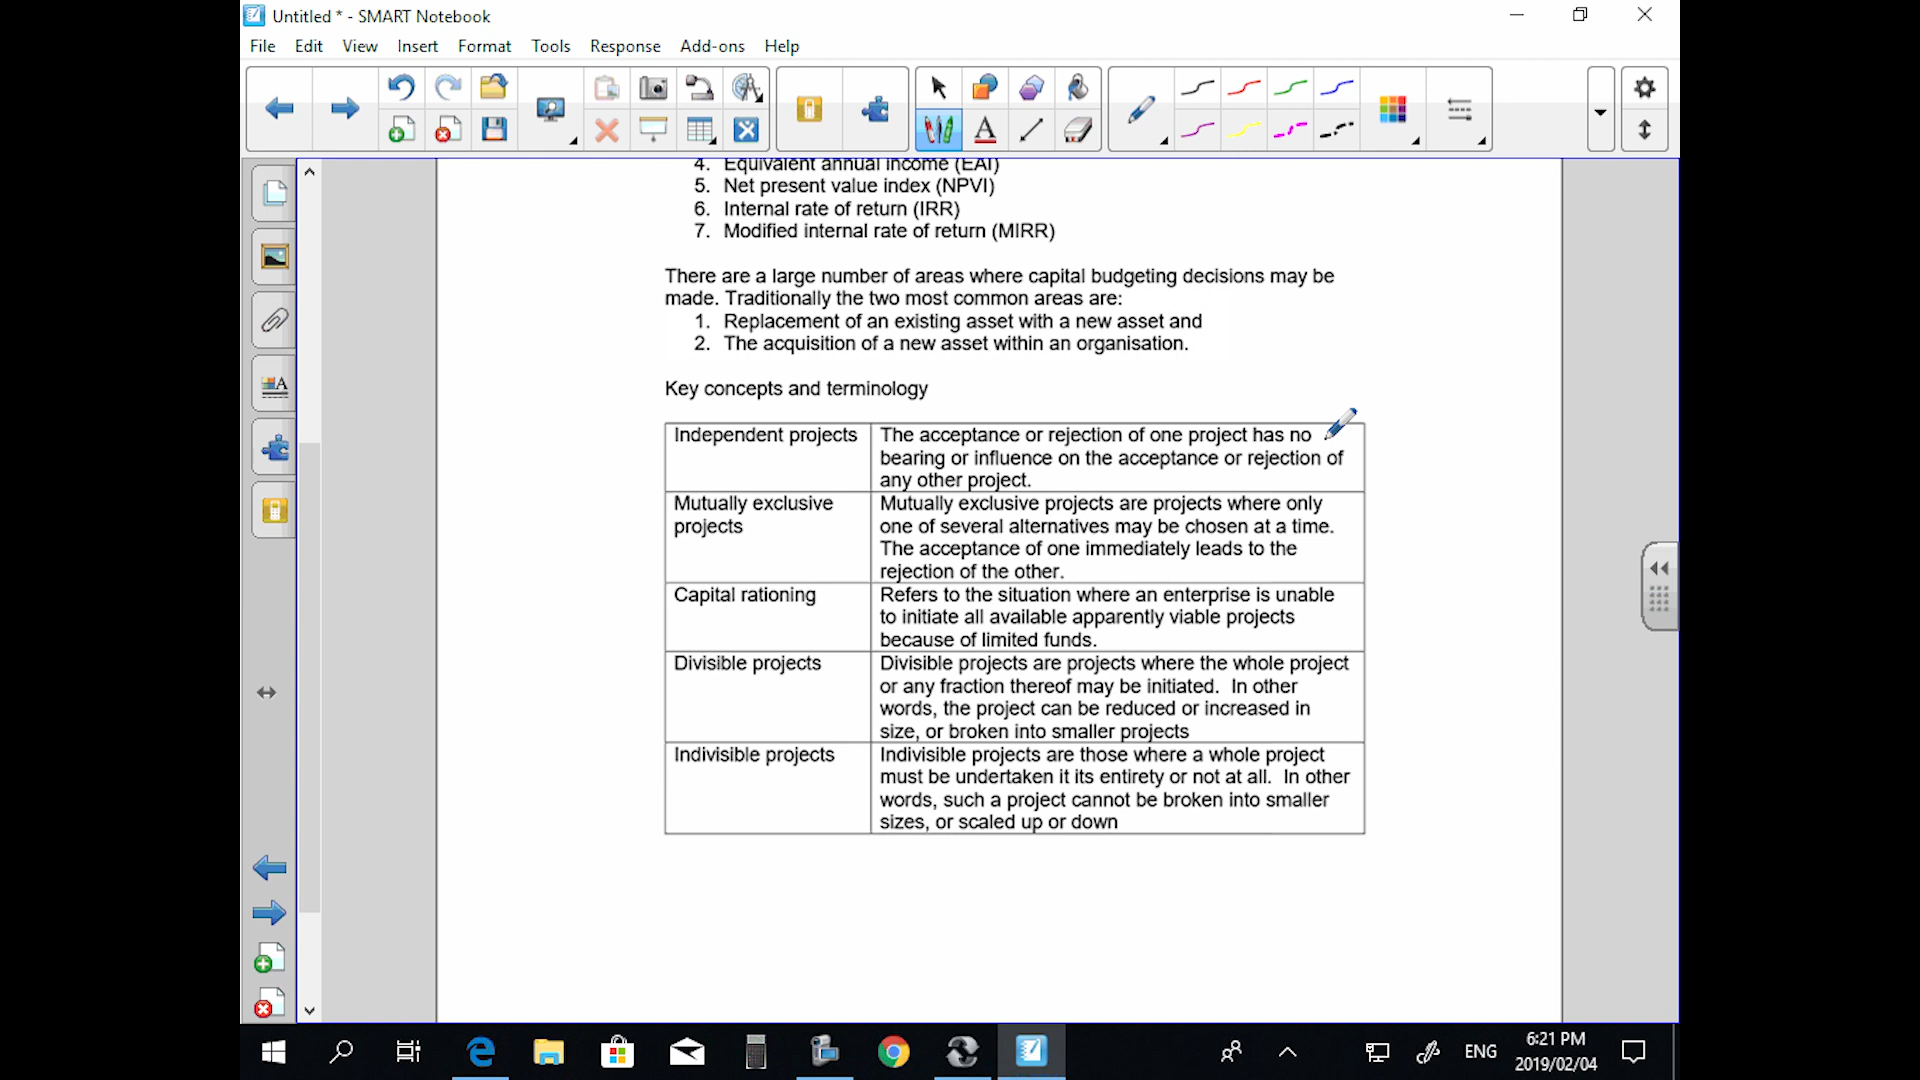 Untitled * - SMART Notebook
File Edit View Insert Format Tools Response Add-ons Help
4. Equivalent annual income (EAI)
5. Net present value index (NPVI)
6. Internal rate of return (IRR)
7. Modified internal rate of return (MIRR)
There are a large number of areas where capital budgeting decisions may be
made. Traditionally the two most common areas are:
1. Replacement of an existing asset with a new asset and
2. The acquisition of a new asset within an organisation.
Key concepts and terminology
Independent projects
The acceptance or rejection of one project has no
bearing or influence on the acceptance or rejection of
any other project.
Mutually exclusive
projects
Mutually exclusive projects are projects where only
one of several alternatives may be chosen at a time.
The acceptance of one immediately leads to the
rejection of the other.
Capital rationing
Refers to the situation where an enterprise is unable
to initiate all available apparently viable projects
because of limited funds.
Divisible projects
Divisible projects are projects where the whole project
or any fraction thereof may be initiated. In other
words, the project can be reduced or increased in
size, or broken into smaller projects
Indivisible projects
Indivisible projects are those where a whole project
must be undertaken it its entirety or not at all. In other
words, such a project cannot be broken into smaller
sizes, or scaled up or down
ENG
6:21 PM
2019/02/04